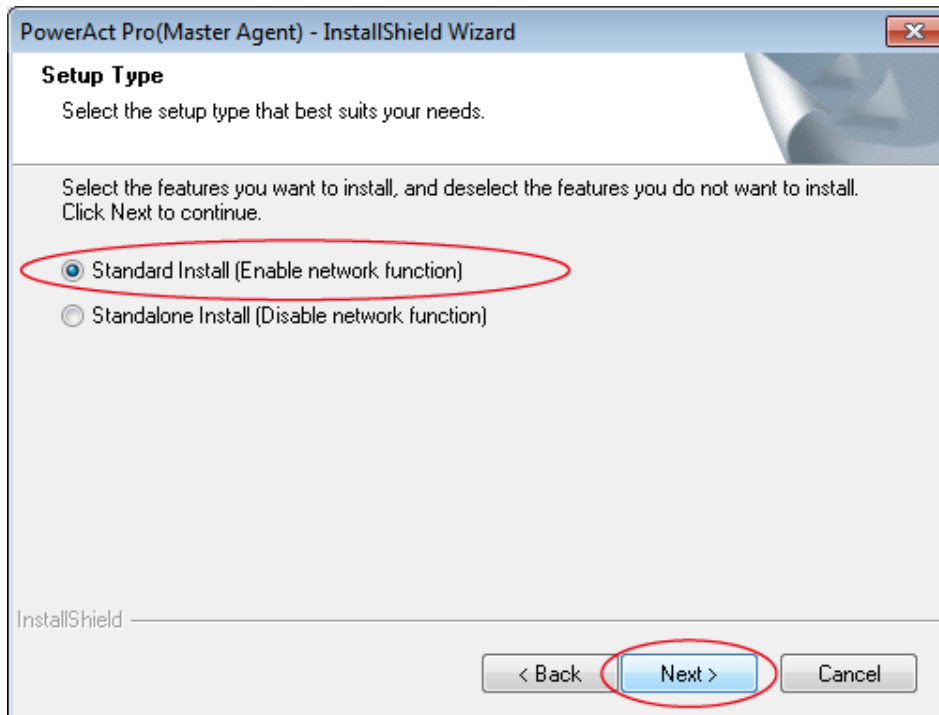 PowerAct Pro(Master Agent) - InstallShield Wizard
Setup Type
Select the setup type that best suits your needs.
Select the features you want to install, and deselect the features you do not want to install.
Click Next to continue.
Standard Install (Enable network function)
Standalone Install (Disable network function)
InstallShield
< Back
Next >
Cancel